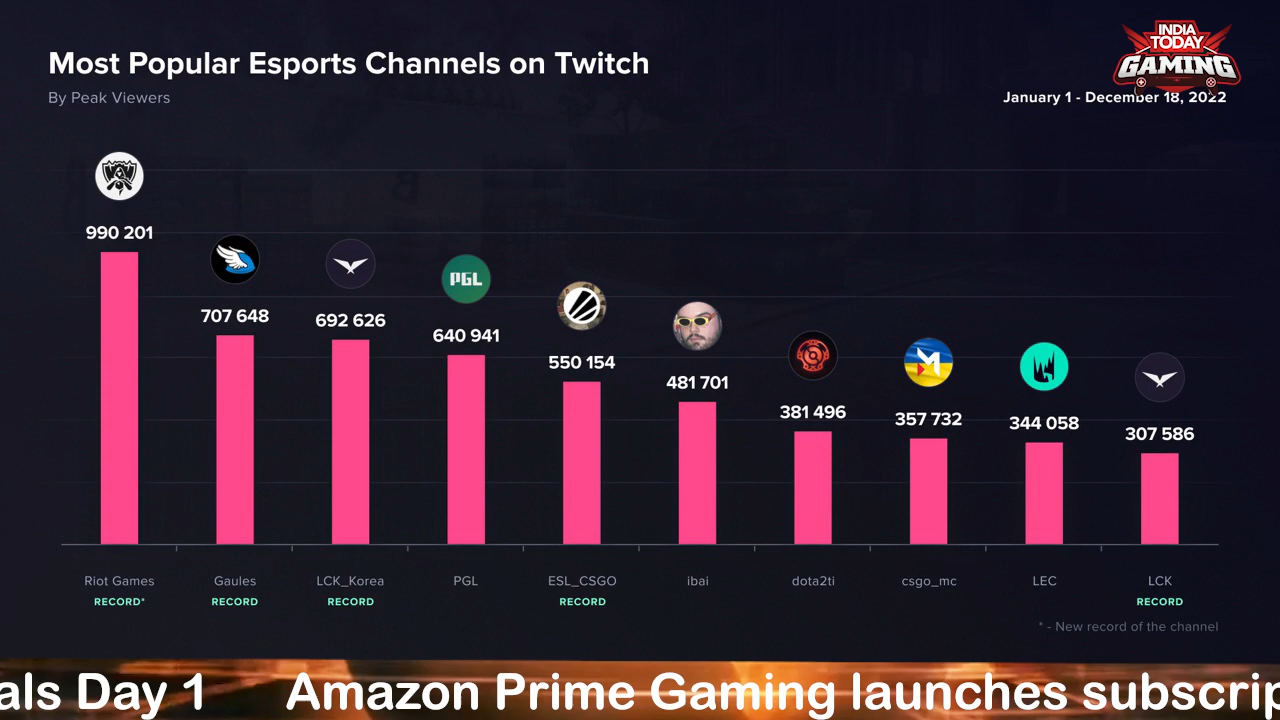 Most Popular Esports Channels on Twitch
By Peak Viewers
INDIA
TODAY
GAMING
January 1 - December 18, 2022
990 201
707 648
692 626
640 941
550 154
481 701
381 496
357 732
344 058
307 586
PGL
Riot Games
Gaules
LCK_Korea
PGL
ESL_CSGO
ibai
dota2ti
csgo_mc
LEC
LCK
RECORD*
RECORD
RECORD
RECORD
RECORD
* - New record of the channel
als Day 1 Amazon Prime Gaming launches subscrip